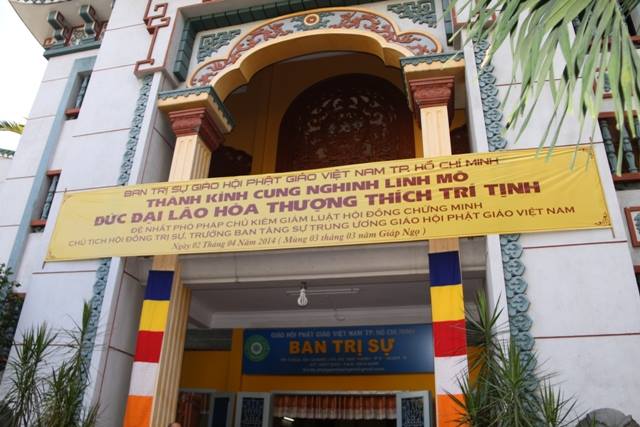 BAN TRỊ SỰ GIÁO HỘI PHẬT GIÁO VIỆT NAM TP. HỒ CHÍ MINH
THÀNH KÍNH CUNG NGHINH LINH MÔ
ĐỨC ĐẠI LÃO HÒA THƯỢNG THÍCH TRÍ TỊNH
ĐỆ NHẤT PHÓ PHÁP CHỦ KIÊM GIÁM LUẬT HỘI ĐỒNG CHỨNG MINH
CHỦ TỊCH HỘI ĐỒNG TRỊ SỰ, TRƯỞNG BAN TĂNG SỰ TRUNG ƯƠNG GIÁO HỘI PHẬT GIÁO VIỆT NAM
Ngày 02 Tháng 04 Năm 2014 ( Mùng 03 tháng 03 năm Giáp Ngọ )
GIÁO HỘI PHẬT GIÁO VIỆT NAM TP. HỒ CHÍ MINH
BAN TRỊ SỰ